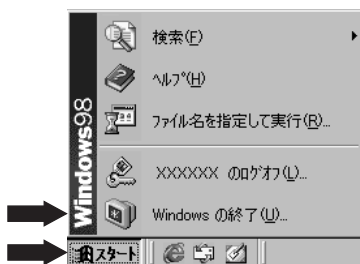 検索(F)
ﾍﾙﾌﾟ(H)
ファイル名を指定して実行(R)...
XXXXXX のﾛｸﾞｵﾌ(L)...
Windows の終了(U)...
Windows98
スタート